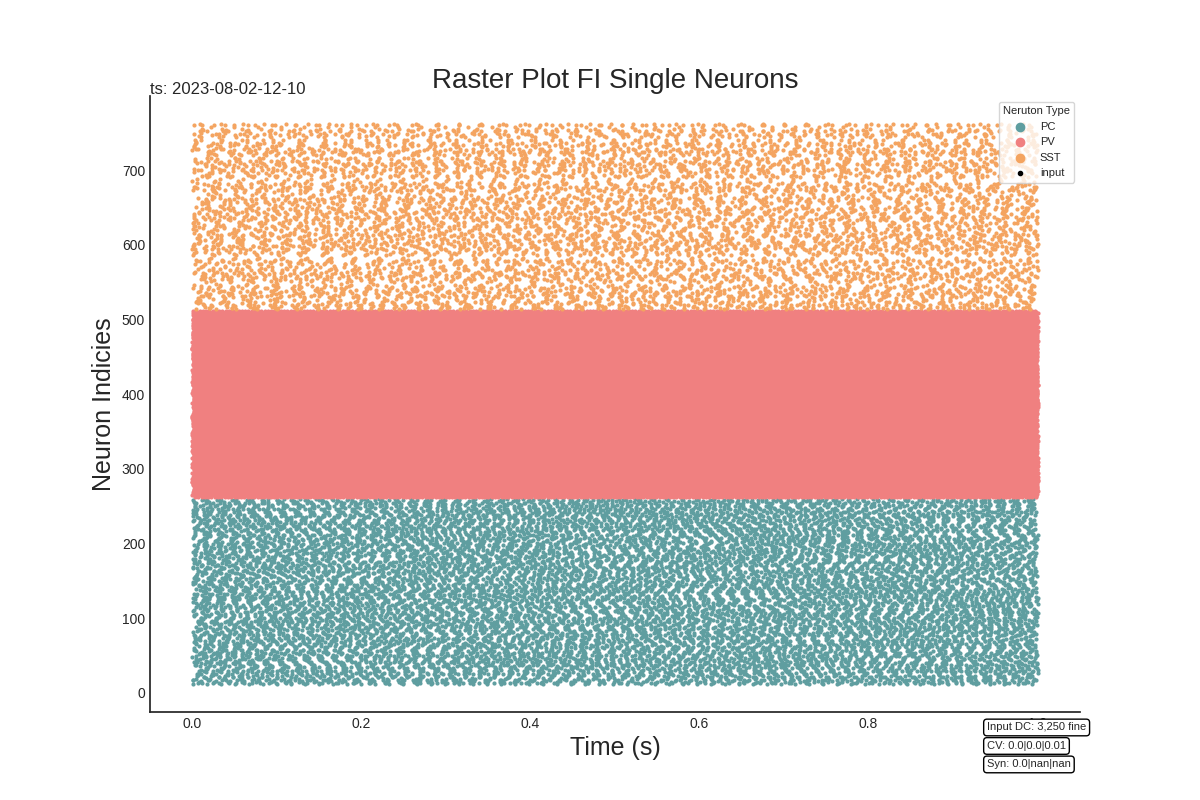 Raster Plot FI Single Neurons
ts: 2023-08-02-12-10
Neruton Type
PC
PV
SST
input
700
600
500
400
300
200
100
0
Neuron Indicies
0.0 0.2 0.4 0.6 0.8
Time (s)
Input DC: 3,250 fine
CV: 0.0|0.0|0.01
Syn: 0.0|nan|nan